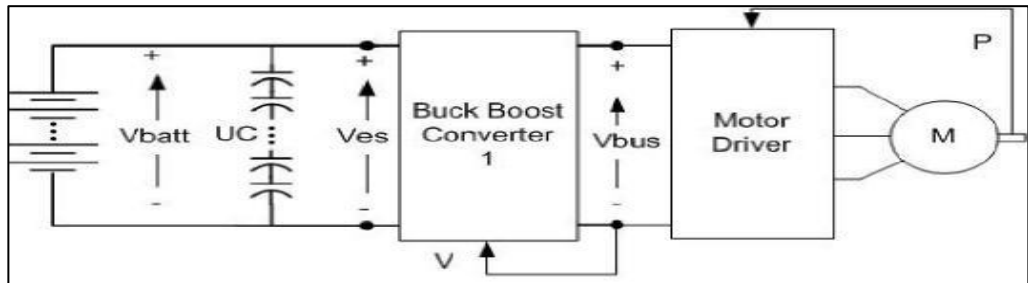 P
+
+
+
Vbatt
UC
Ves
Buck Boost
Converter
1
Vbus
Motor
Driver
M
-
-
-
V